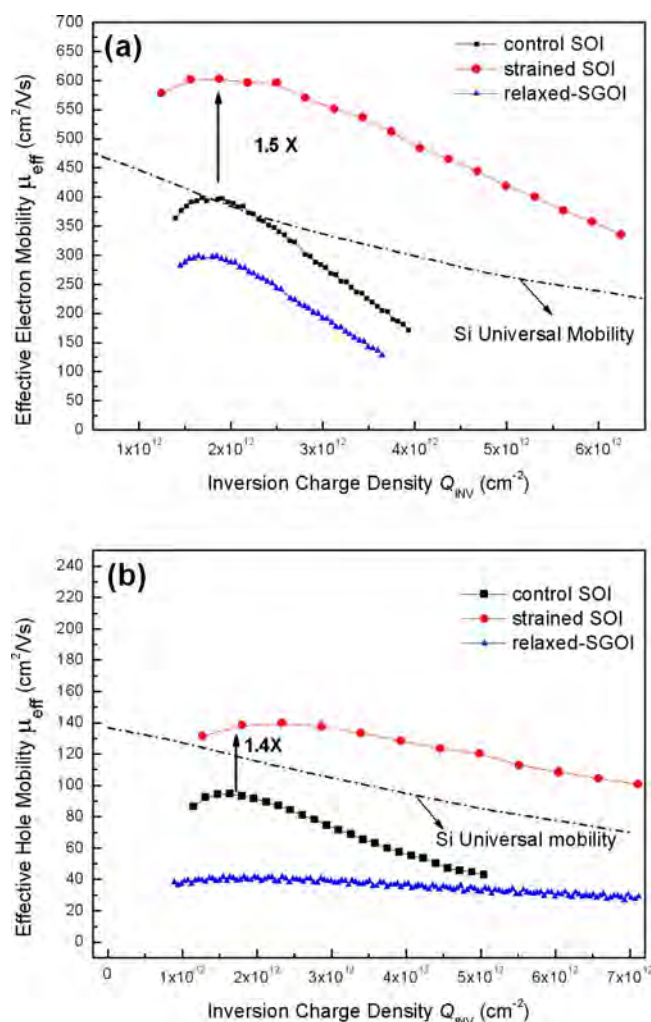 (a)
700
650
600
550
500
450
400
350
300
250
200
150
100
50
0
Effective Electron Mobility μeff (cm²/Vs)
control SOI
strained SOI
relaxed-SGOI
1.5 X
Si Universal Mobility
1x10¹² 2x10¹² 3x10¹² 4x10¹² 5x10¹² 6x10¹²
Inversion Charge Density QINV (cm⁻²)
(b)
240
220
200
180
160
140
120
100
80
60
40
20
0
Effective Hole Mobility μeff (cm²/Vs)
control SOI
strained SOI
relaxed-SGOI
1.4X
Si Universal mobility
0 1x10¹² 2x10¹² 3x10¹² 4x10¹² 5x10¹² 6x10¹² 7x10¹²
Inversion Charge Density QINV (cm⁻²)